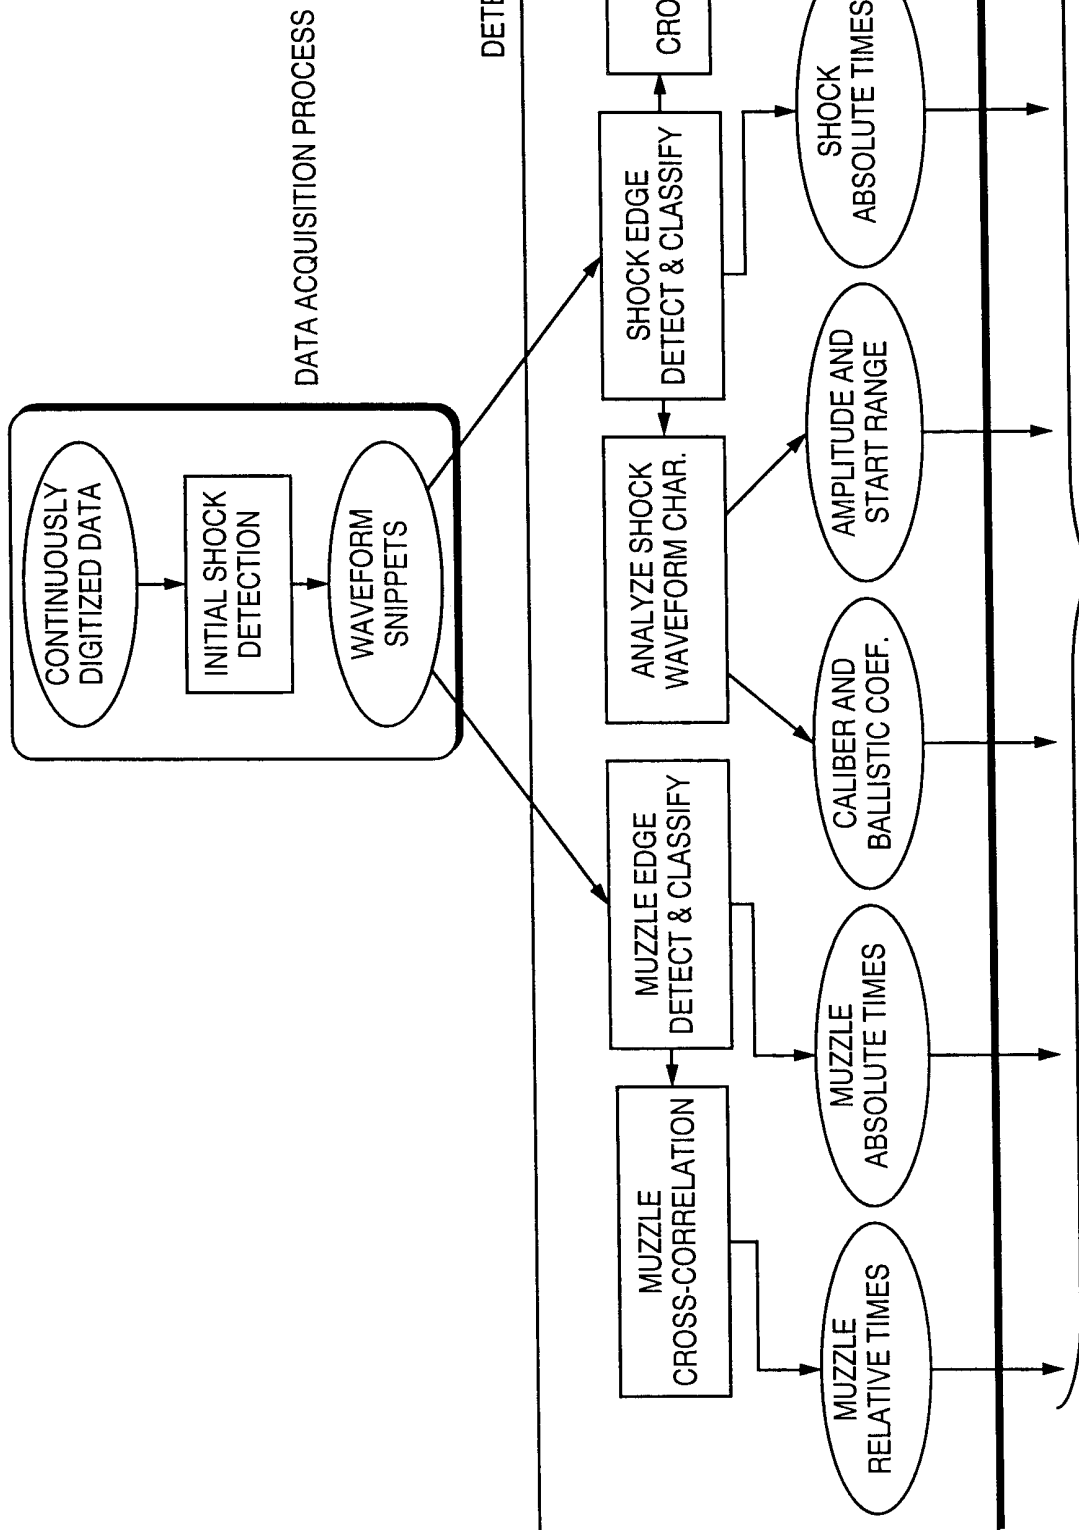 CONTINUOUSLY
DIGITIZED DATA
INITIAL SHOCK
DETECTION
WAVEFORM
SNIPPETS
DATA ACQUISITION PROCESS
DETE
MUZZLE
CROSS-CORRELATION
MUZZLE EDGE
DETECT & CLASSIFY
ANALYZE SHOCK
WAVEFORM CHAR.
SHOCK EDGE
DETECT & CLASSIFY
CRO
MUZZLE
RELATIVE TIMES
MUZZLE
ABSOLUTE TIMES
CALIBER AND
BALLISTIC COEF.
AMPLITUDE AND
START RANGE
SHOCK
ABSOLUTE TIMES